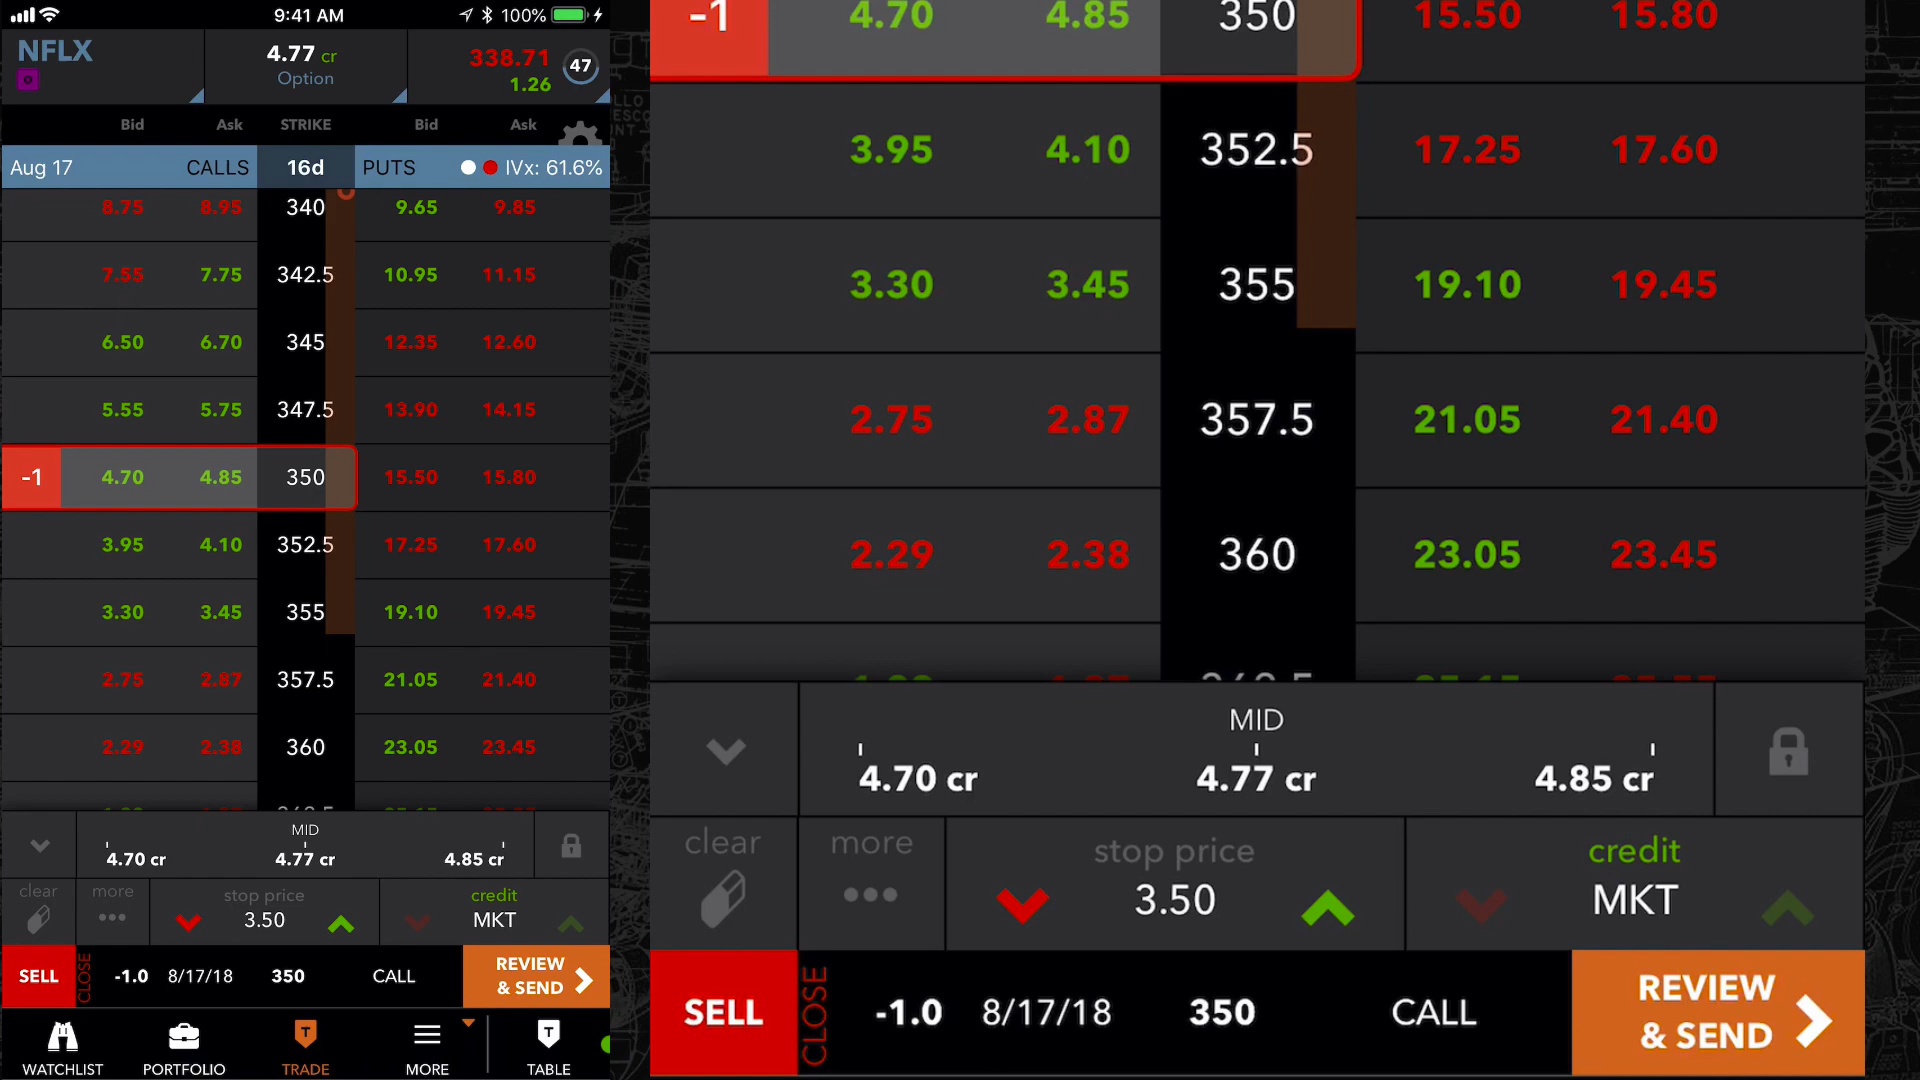 9:41 AM 100%
NFLX 4.77 cr 338.71 47
Option 1.26
Bid Ask STRIKE Bid Ask
Aug 17 CALLS 16d PUTS IVx: 61.6%
8.75 8.95 340 9.65 9.85
7.55 7.75 342.5 10.95 11.15
6.50 6.70 345 12.35 12.60
5.55 5.75 347.5 13.90 14.15
-1 4.70 4.85 350 15.50 15.80
3.95 4.10 352.5 17.25 17.60
3.30 3.45 355 19.10 19.45
2.75 2.87 357.5 21.05 21.40
2.29 2.38 360 23.05 23.45
MID
4.70 cr 4.77 cr 4.85 cr
clear more stop price credit
3.50 MKT
SELL CLOSE -1.0 8/17/18 350 CALL REVIEW
& SEND
WATCHLIST PORTFOLIO TRADE MORE TABLE
-1 4.70 4.85 350 15.50 15.80
3.95 4.10 352.5 17.25 17.60
3.30 3.45 355 19.10 19.45
2.75 2.87 357.5 21.05 21.40
2.29 2.38 360 23.05 23.45
MID
4.70 cr 4.77 cr 4.85 cr
clear more stop price credit
3.50 MKT
SELL CLOSE -1.0 8/17/18 350 CALL REVIEW
& SEND